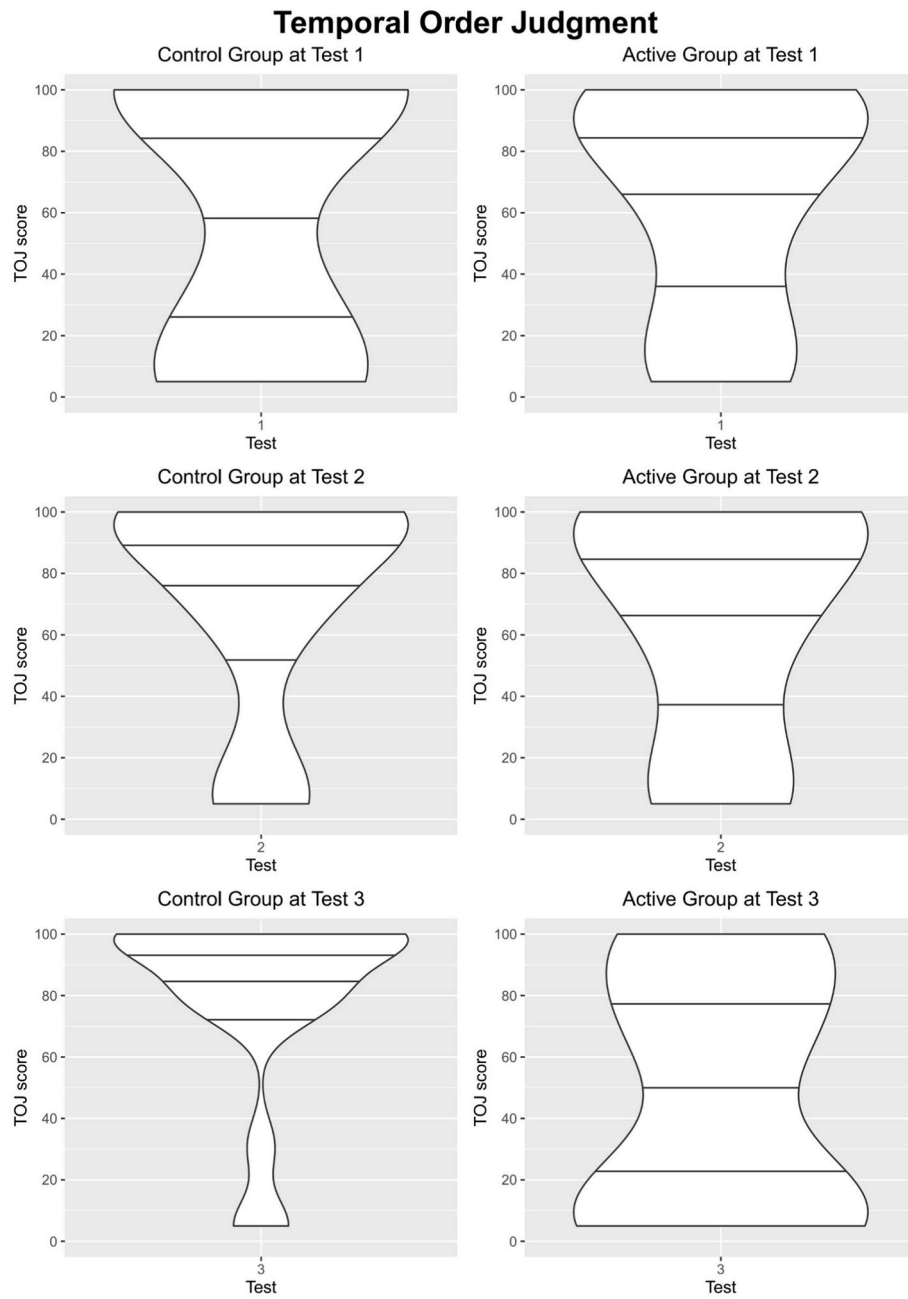 Temporal Order Judgment
Control Group at Test 1
Active Group at Test 1
100
80
60
40
20
0
TOJ score
1
Test
100
80
60
40
20
0
TOJ score
1
Test
Control Group at Test 2
Active Group at Test 2
100
80
60
40
20
0
TOJ score
2
Test
100
80
60
40
20
0
TOJ score
2
Test
Control Group at Test 3
Active Group at Test 3
100
80
60
40
20
0
TOJ score
3
Test
100
80
60
40
20
0
TOJ score
3
Test